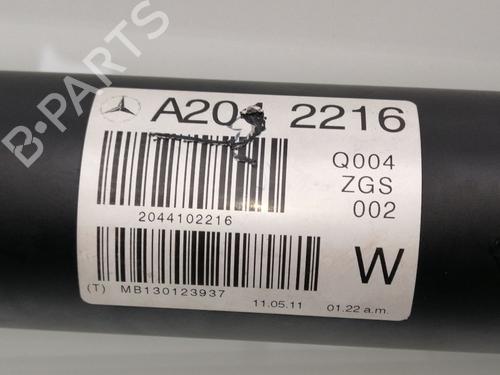 B·PARTS
A20 2216
Q004
ZGS
002
2044102216
W
(T) MB130123937
11.05.11 01.22 a.m.